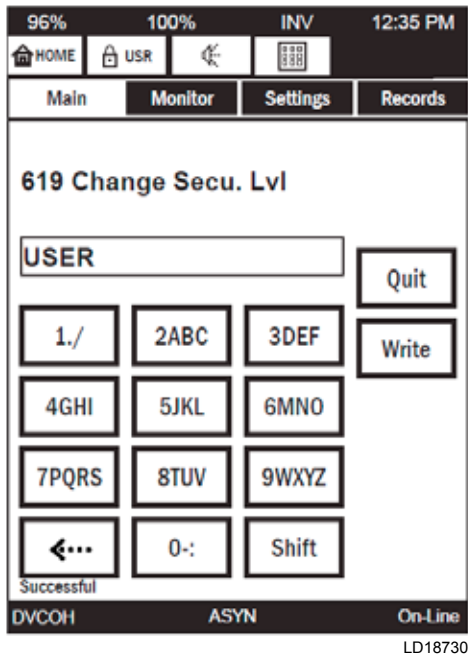 96% 100% INV 12:35 PM
HOME USR
Main Monitor Settings Records
619 Change Secu. Lvl
USER
Quit
1./ 2ABC 3DEF
Write
4GHI 5JKL 6MNO
7PQRS 8TUV 9WXYZ
0-: Shift
Successful
DVCOH ASYN On-Line
LD18730